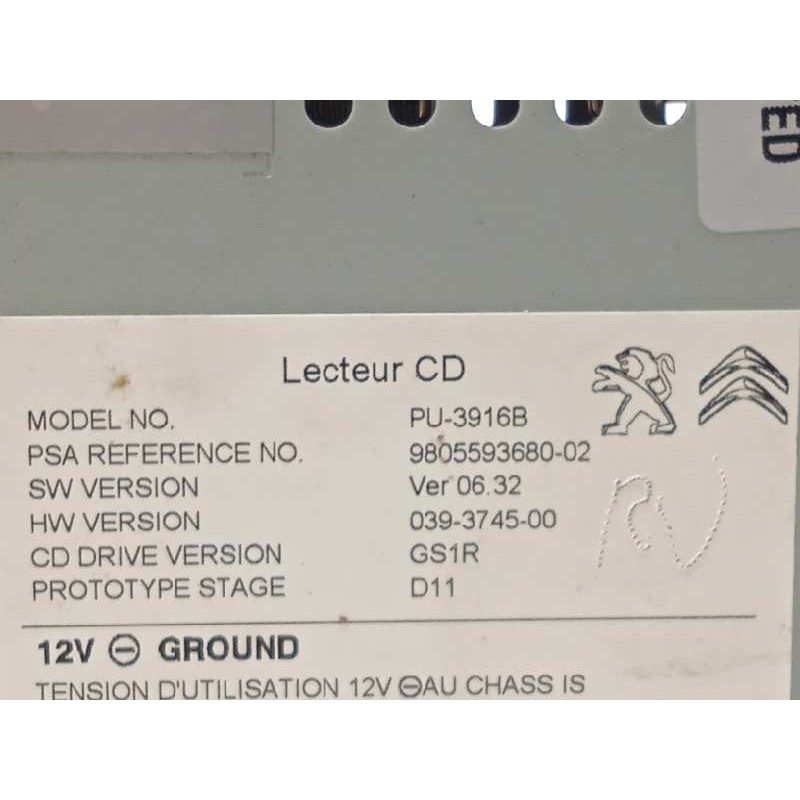 ED
Lecteur CD
MODEL NO. PU-3916B
PSA REFERENCE NO. 9805593680-02
SW VERSION Ver 06.32
HW VERSION 039-3745-00
CD DRIVE VERSION GS1R
PROTOTYPE STAGE D11
12V ⊖ GROUND
TENSION D'UTILISATION 12V ⊖AU CHASS IS